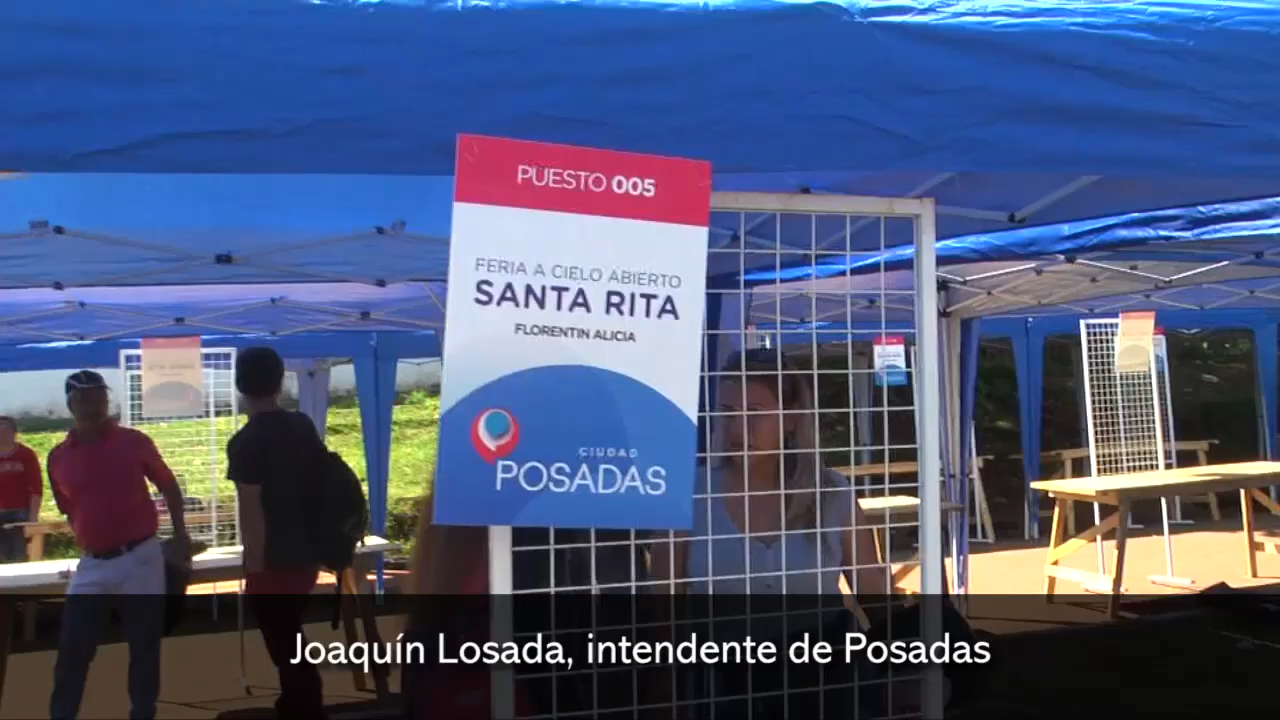 PUESTO 005
FERIA A CIELO ABIERTO
SANTA RITA
FLORENTIN ALICIA
CIUDAD
POSADAS
Joaquín Losada, intendente de Posadas